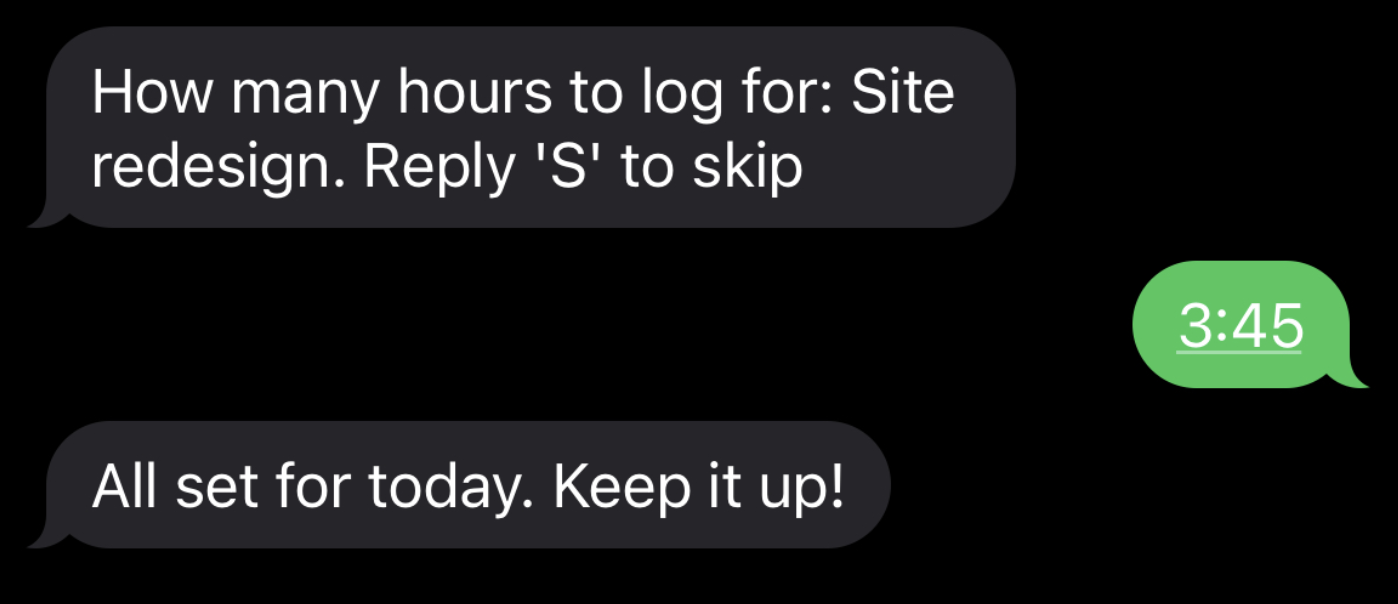 How many hours to log for: Site
redesign. Reply 'S' to skip
3:45
All set for today. Keep it up!